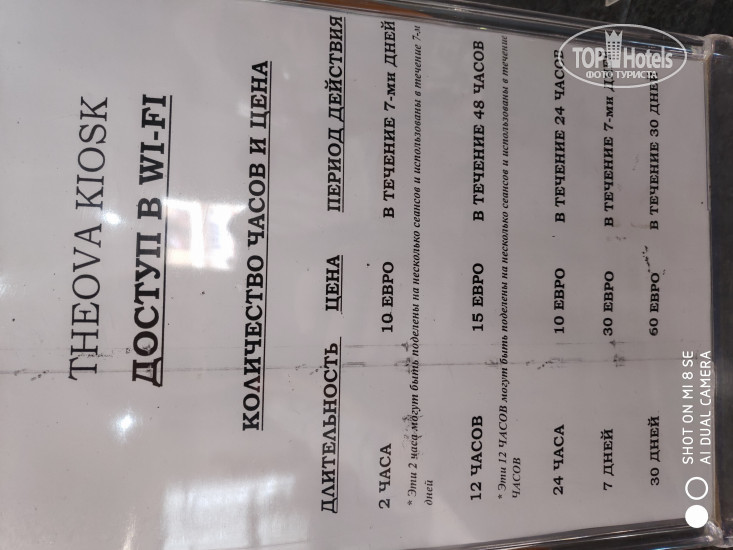 THEOVA KIOSK
ДОСТУП В WI-FI
КОЛИЧЕСТВО ЧАСОВ И ЦЕНА
ДЛИТЕЛЬНОСТЬ ЦЕНА ПЕРИОД ДЕЙСТВИЯ
2 ЧАСА 10 ЕВРО В ТЕЧЕНИЕ 7-МИ ДНЕЙ
* Эти 2 часа могут быть поделены на несколько сеансов и использованы в течение 7-м
дней
12 ЧАСОВ 15 ЕВРО В ТЕЧЕНИЕ 48 ЧАСОВ
* Эти 12 ЧАСОВ могут быть поделены на несколько сеансов и использованы в течение
ЧАСОВ
24 ЧАСА 10 ЕВРО В ТЕЧЕНИЕ 24 ЧАСОВ
7 ДНЕЙ 30 ЕВРО В ТЕЧЕНИЕ 7-МИ ДНЕЙ
30 ДНЕЙ 60 ЕВРО В ТЕЧЕНИЕ 30 ДНЕЙ
TOP Hotels
ФОТО ТУРИСТА
SHOT ON MI 8 SE
AI DUAL CAMERA